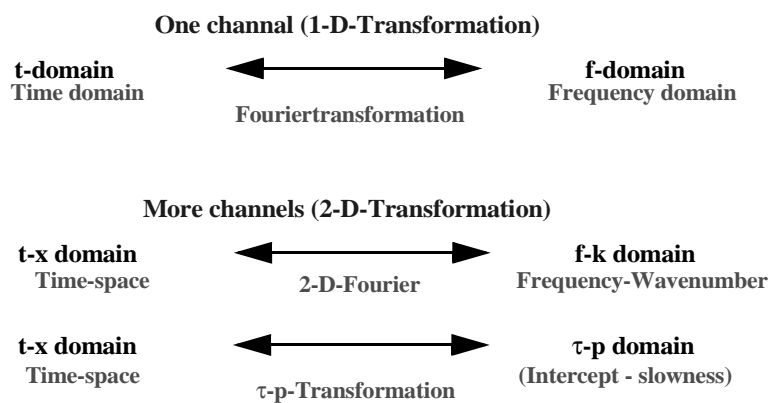 One channel (1-D-Transformation)
t-domain f-domain
Time domain Frequency domain
Fouriertransformation
More channels (2-D-Transformation)
t-x domain f-k domain
Time-space 2-D-Fourier Frequency-Wavenumber
t-x domain τ-p domain
Time-space (Intercept - slowness)
τ-p-Transformation